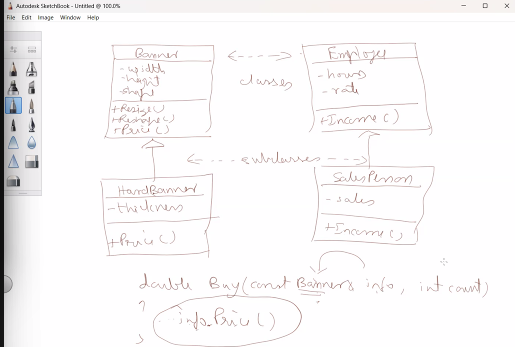 Autodesk SketchBook - Untitled @ 100.0%
File Edit Image Window Help
Banner
- width
- height
- shape
+ Resize()
+ Reshape()
+ Price()
classes
Employee
- hours
- rate
+ Income()
subclasses
HardBanner
- thickness
+ Price()
SalesPerson
- sales
+ Income()
double Buy(const Banner& info, int count)
{
info.Price()
}